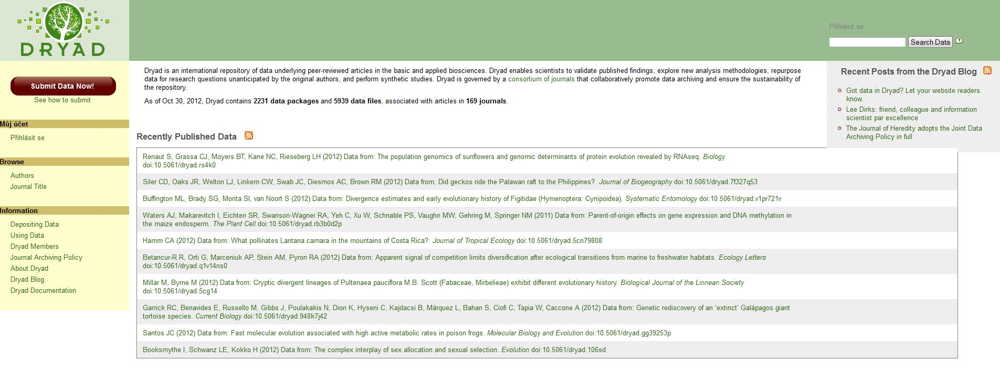 DRYAD
Přihlásit se
Search Data
?
Submit Data Now!
See how to submit
Můj účet
Přihlásit se
Browse
Authors
Journal Title
Information
Depositing Data
Using Data
Dryad Members
Journal Archiving Policy
About Dryad
Dryad Blog
Dryad Documentation
Dryad is an international repository of data underlying peer-reviewed articles in the basic and applied biosciences. Dryad enables scientists to validate published findings, explore new analysis methodologies, repurpose
data for research questions unanticipated by the original authors, and perform synthetic studies. Dryad is governed by a consortium of journals that collaboratively promote data archiving and ensure the sustainability of
the repository.
As of Oct 30, 2012, Dryad contains 2231 data packages and 5939 data files, associated with articles in 169 journals.
Recently Published Data
Renaut S, Grassa CJ, Moyers BT, Kane NC, Rieseberg LH (2012) Data from: The population genomics of sunflowers and genomic determinants of protein evolution revealed by RNAseq. Biology
doi:10.5061/dryad.rs4k0
Siler CD, Oaks JR, Welton LJ, Linkem CW, Swab JC, Diesmos AC, Brown RM (2012) Data from: Did geckos ride the Palawan raft to the Philippines? Journal of Biogeography doi:10.5061/dryad.7f327q53
Buffington ML, Brady SG, Morita SI, van Noort S (2012) Data from: Divergence estimates and early evolutionary history of Figitidae (Hymenoptera: Cynipoidea). Systematic Entomology doi:10.5061/dryad.v1pr721v
Waters AJ, Makarevitch I, Eichten SR, Swanson-Wagner RA, Yeh C, Xu W, Schnable PS, Vaughn MW, Gehring M, Springer NM (2011) Data from: Parent-of-origin effects on gene expression and DNA methylation in
the maize endosperm. The Plant Cell doi:10.5061/dryad.rb3b0d2p
Hamm CA (2012) Data from: What pollinates Lantana camara in the mountains of Costa Rica? Journal of Tropical Ecology doi:10.5061/dryad.5cn79808
Betancur-R R, Orti G, Marceniuk AP, Stein AM, Pyron RA (2012) Data from: Apparent signal of competition limits diversification after ecological transitions from marine to freshwater habitats. Ecology Letters
doi:10.5061/dryad.q1v14ns0
Millar M, Byrne M (2012) Data from: Cryptic divergent lineages of Pultenaea pauciflora M.B. Scott (Fabaceae, Mirbelieae) exhibit different evolutionary history. Biological Journal of the Linnean Society
doi:10.5061/dryad.5cg14
Garrick RC, Benavides E, Russello M, Gibbs J, Poulakakis N, Dion K, Hyseni C, Kajdacsi B, Márquez L, Bahan S, Ciofi C, Tapia W, Caccone A (2012) Data from: Genetic rediscovery of an ‘extinct’ Galápagos giant
tortoise species. Current Biology doi:10.5061/dryad.948k7j42
Santos JC (2012) Data from: Fast molecular evolution associated with high active metabolic rates in poison frogs. Molecular Biology and Evolution doi:10.5061/dryad.gg39253p
Booksmythe I, Schwanz LE, Kokko H (2012) Data from: The complex interplay of sex allocation and sexual selection. Evolution doi:10.5061/dryad.106sd
Recent Posts from the Dryad Blog
Got data in Dryad? Let your website readers
know.
Lee Dirks: friend, colleague and information
scientist par excellence
The Journal of Heredity adopts the Joint Data
Archiving Policy in full